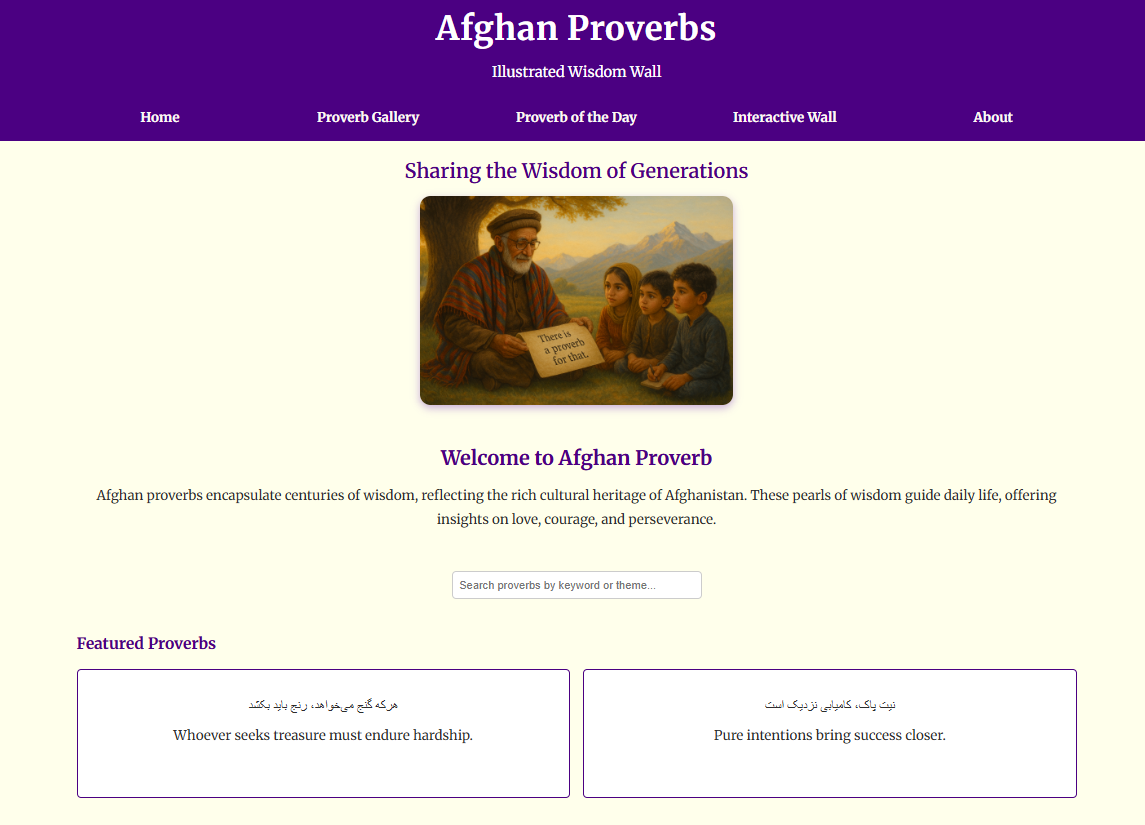 Afghan Proverbs
Illustrated Wisdom Wall
Home
Proverb Gallery
Proverb of the Day
Interactive Wall
About
Sharing the Wisdom of Generations
There is
a proverb
for that.
Welcome to Afghan Proverb
Afghan proverbs encapsulate centuries of wisdom, reflecting the rich cultural heritage of Afghanistan. These pearls of wisdom guide daily life, offering
insights on love, courage, and perseverance.
Search proverbs by keyword or theme...
Featured Proverbs
هرکه گنج می‌خواهد، رنج باید بکشد
Whoever seeks treasure must endure hardship.
نیت پاک، کامیابی نزدیک است
Pure intentions bring success closer.